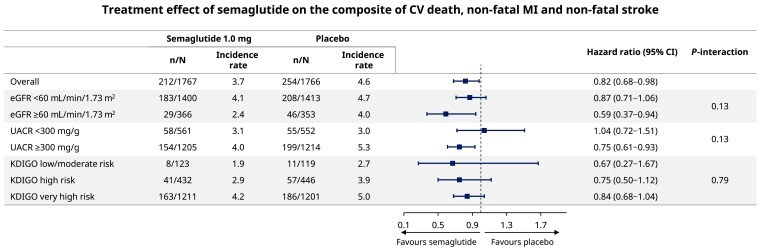 Treatment effect of semaglutide on the composite of CV death, non-fatal MI and non-fatal stroke
Semaglutide 1.0 mg Placebo
n/N Incidence rate n/N Incidence rate Hazard ratio (95% CI) P-interaction
Overall 212/1767 3.7 254/1766 4.6 0.82 (0.68–0.98)
eGFR <60 mL/min/1.73 m² 183/1400 4.1 208/1413 4.7 0.87 (0.71–1.06)
0.13
eGFR ≥60 mL/min/1.73 m² 29/366 2.4 46/353 4.0 0.59 (0.37–0.94)
UACR <300 mg/g 58/561 3.1 55/552 3.0 1.04 (0.72–1.51)
0.13
UACR ≥300 mg/g 154/1205 4.0 199/1214 5.3 0.75 (0.61–0.93)
KDIGO low/moderate risk 8/123 1.9 11/119 2.7 0.67 (0.27–1.67)
KDIGO high risk 41/432 2.9 57/446 3.9 0.75 (0.50–1.12) 0.79
KDIGO very high risk 163/1211 4.2 186/1201 5.0 0.84 (0.68–1.04)
0.1 0.5 0.9 1.3 1.7
Favours semaglutide Favours placebo